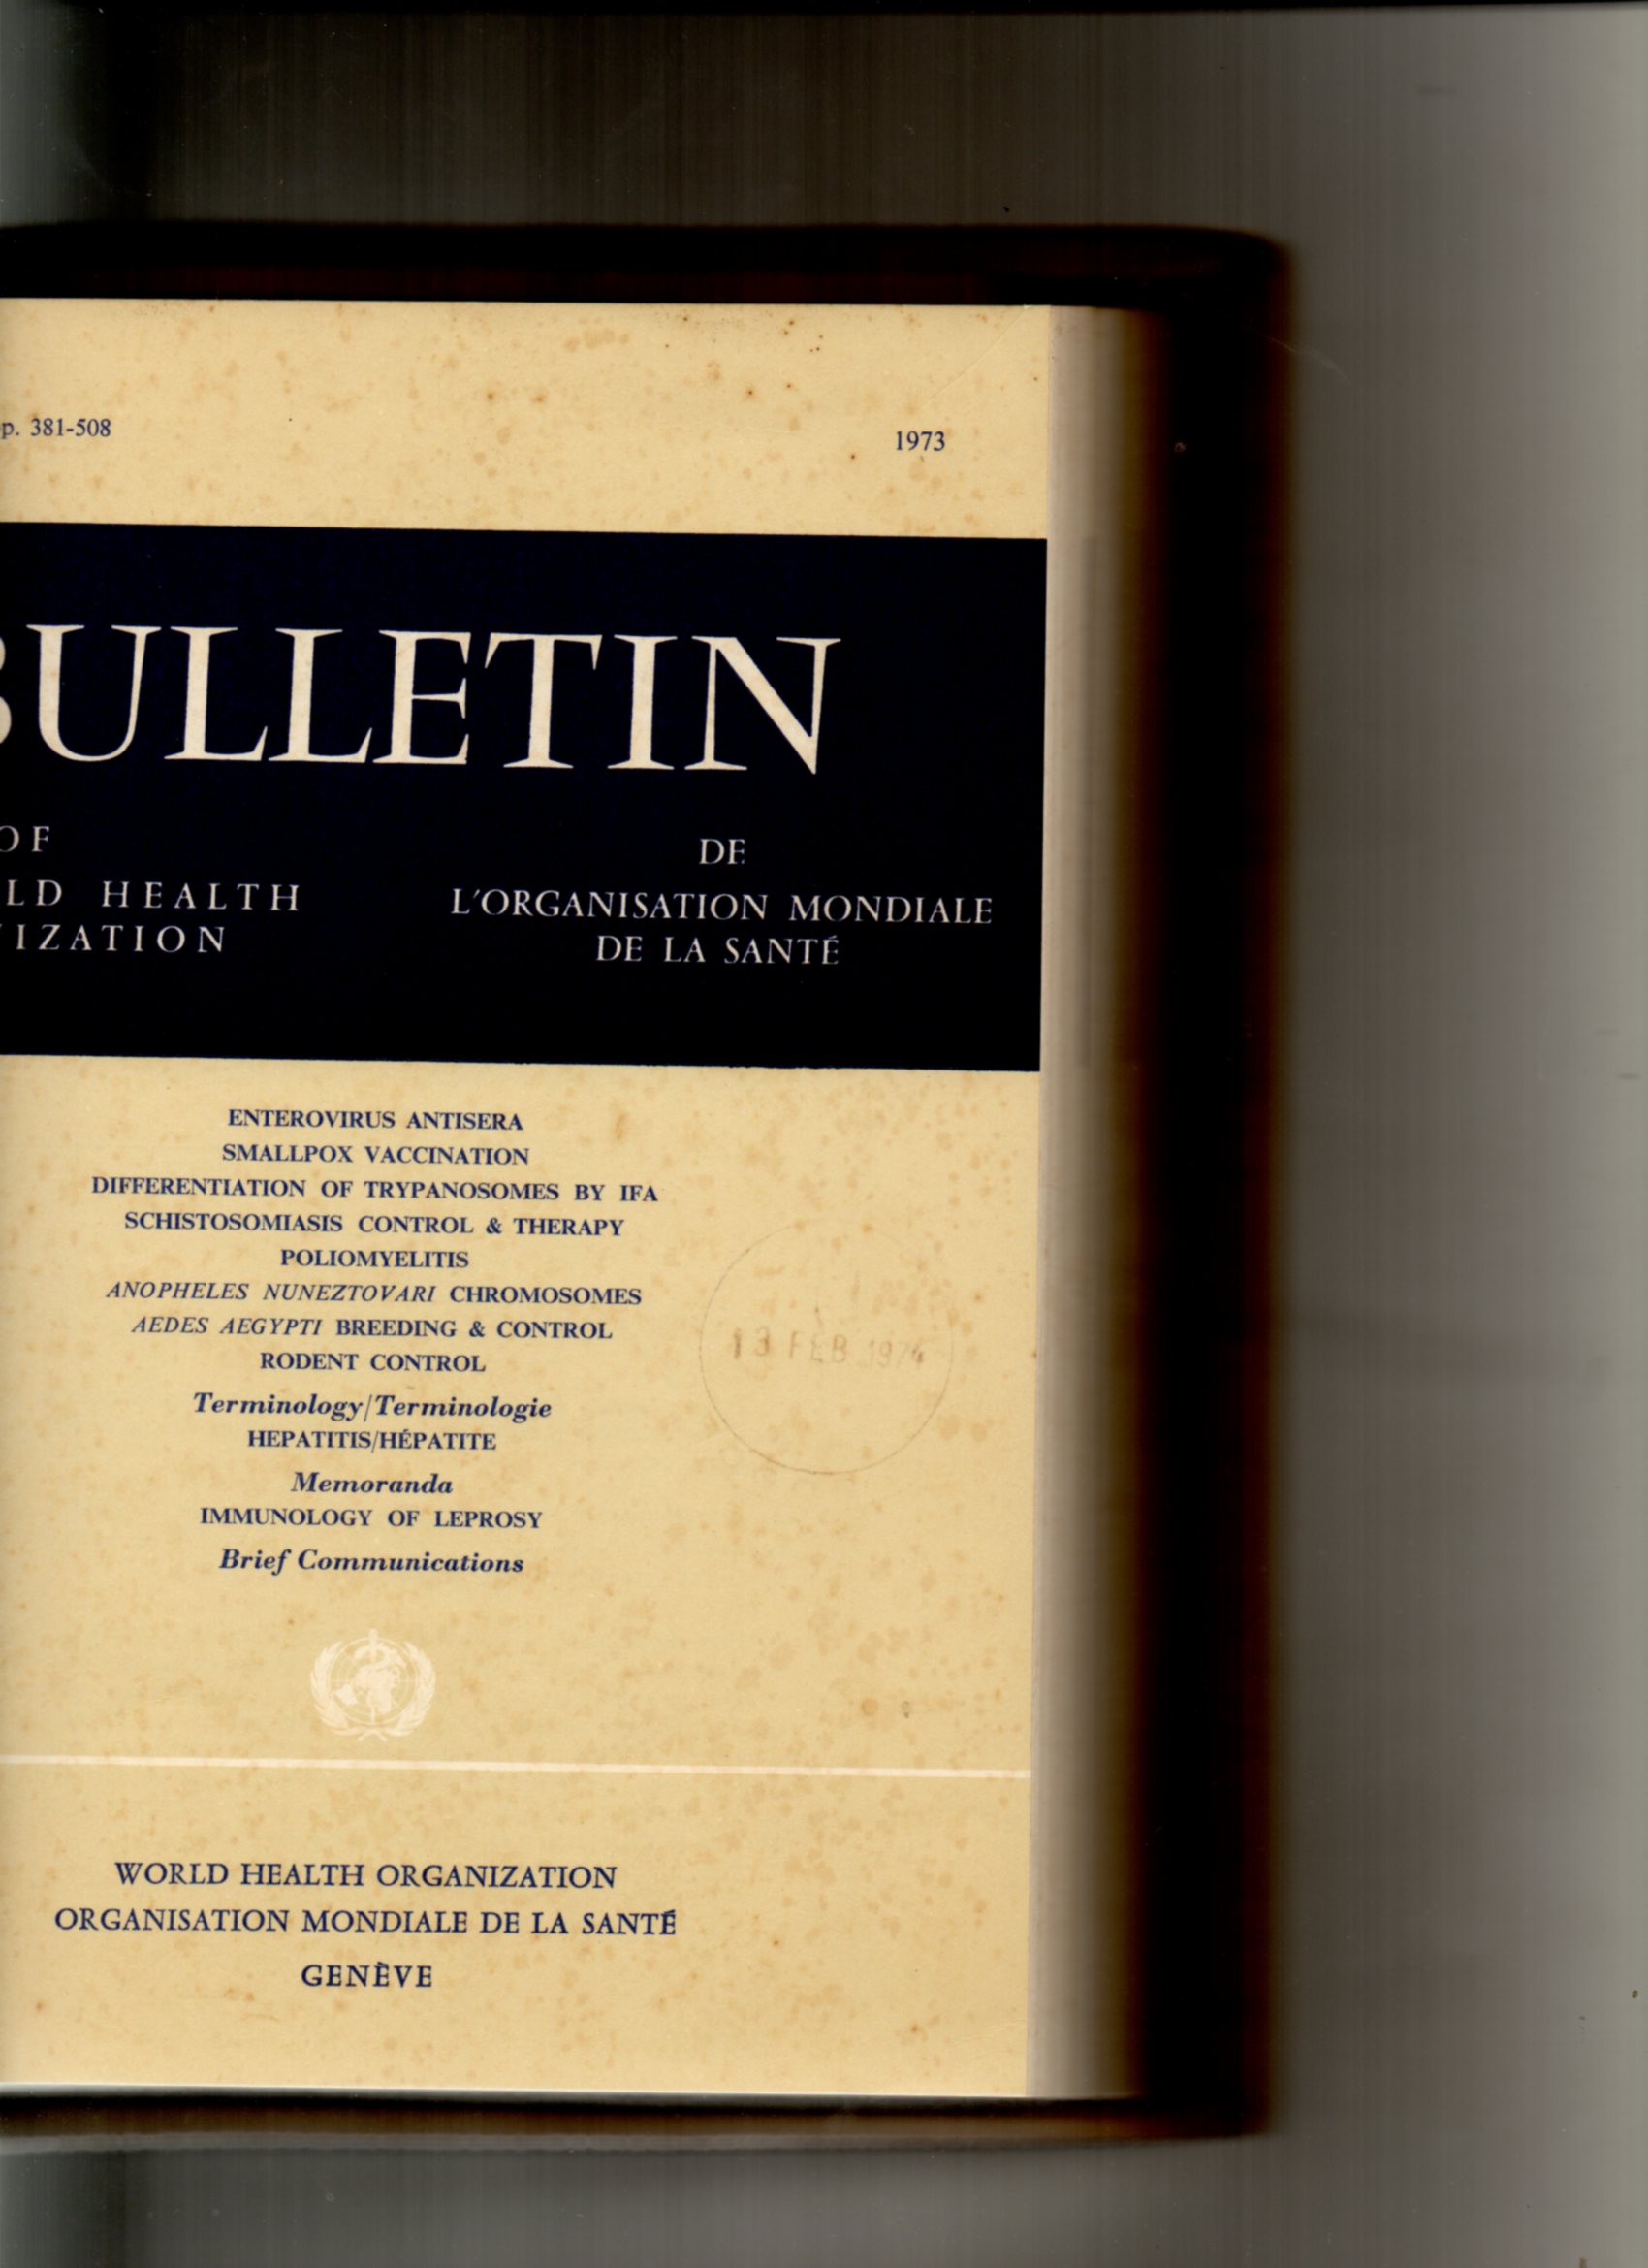 p. 381-508
1973
BULLETIN
OF
LD HEALTH
IZATION
DE
L'ORGANISATION MONDIALE
DE LA SANTÉ
ENTEROVIRUS ANTISERA
SMALLPOX VACCINATION
DIFFERENTIATION OF TRYPANOSOMES BY IFA
SCHISTOSOMIASIS CONTROL & THERAPY
POLIOMYELITIS
ANOPHELES NUNEZTOVARI CHROMOSOMES
AEDES AEGYPTI BREEDING & CONTROL
RODENT CONTROL
Terminology/Terminologie
HEPATITIS/HÉPATITE
Memoranda
IMMUNOLOGY OF LEPROSY
Brief Communications
13 FEB 1974
WORLD HEALTH ORGANIZATION
ORGANISATION MONDIALE DE LA SANTÉ
GENÈVE